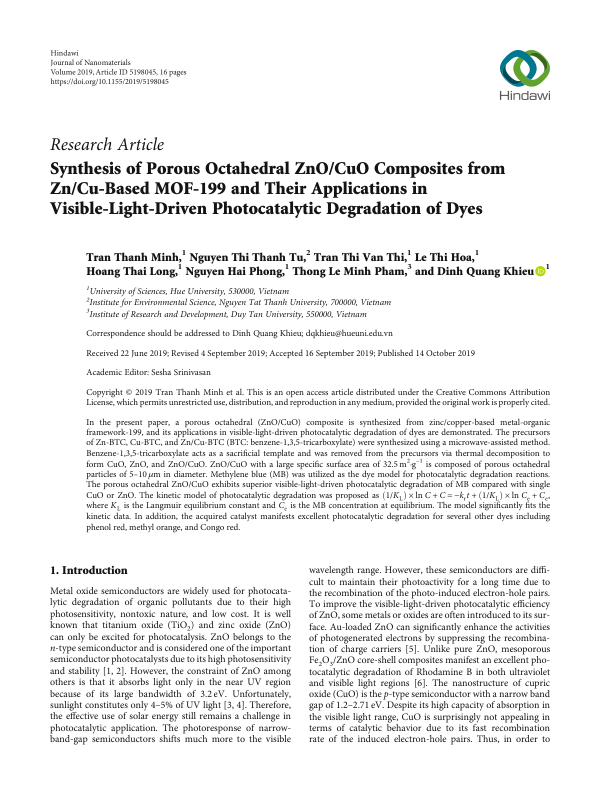 Hindawi
Journal of Nanomaterials
Volume 2019, Article ID 5198045, 16 pages
https://doi.org/10.1155/2019/5198045
Hindawi
Research Article
Synthesis of Porous Octahedral ZnO/CuO Composites from
Zn/Cu-Based MOF-199 and Their Applications in
Visible-Light-Driven Photocatalytic Degradation of Dyes
Tran Thanh Minh,1 Nguyen Thi Thanh Tu,2 Tran Thi Van Thi,1 Le Thi Hoa,1
Hoang Thai Long,1 Nguyen Hai Phong,1 Thong Le Minh Pham,3 and Dinh Quang Khieu iD 1
1University of Sciences, Hue University, 530000, Vietnam
2Institute for Environmental Science, Nguyen Tat Thanh University, 700000, Vietnam
3Institute of Research and Development, Duy Tan University, 550000, Vietnam
Correspondence should be addressed to Dinh Quang Khieu; dqkhieu@hueuni.edu.vn
Received 22 June 2019; Revised 4 September 2019; Accepted 16 September 2019; Published 14 October 2019
Academic Editor: Sesha Srinivasan
Copyright © 2019 Tran Thanh Minh et al. This is an open access article distributed under the Creative Commons Attribution
License, which permits unrestricted use, distribution, and reproduction in any medium, provided the original work is properly cited.
In the present paper, a porous octahedral (ZnO/CuO) composite is synthesized from zinc/copper-based metal-organic
framework-199, and its applications in visible-light-driven photocatalytic degradation of dyes are demonstrated. The precursors
of Zn-BTC, Cu-BTC, and Zn/Cu-BTC (BTC: benzene-1,3,5-tricarboxylate) were synthesized using a microwave-assisted method.
Benzene-1,3,5-tricarboxylate acts as a sacrificial template and was removed from the precursors via thermal decomposition to
form CuO, ZnO, and ZnO/CuO. ZnO/CuO with a large specific surface area of 32.5 m2·g−1 is composed of porous octahedral
particles of 5–10 μm in diameter. Methylene blue (MB) was utilized as the dye model for photocatalytic degradation reactions.
The porous octahedral ZnO/CuO exhibits superior visible-light-driven photocatalytic degradation of MB compared with single
CuO or ZnO. The kinetic model of photocatalytic degradation was proposed as (1/KL) × ln C + C = −krt + (1/KL) × ln Ce + Ce,
where KL is the Langmuir equilibrium constant and Ce is the MB concentration at equilibrium. The model significantly fits the
kinetic data. In addition, the acquired catalyst manifests excellent photocatalytic degradation for several other dyes including
phenol red, methyl orange, and Congo red.
1. Introduction
Metal oxide semiconductors are widely used for photocata-
lytic degradation of organic pollutants due to their high
photosensitivity, nontoxic nature, and low cost. It is well
known that titanium oxide (TiO2) and zinc oxide (ZnO)
can only be excited for photocatalysis. ZnO belongs to the
n-type semiconductor and is considered one of the important
semiconductor photocatalysts due to its high photosensitivity
and stability [1, 2]. However, the constraint of ZnO among
others is that it absorbs light only in the near UV region
because of its large bandwidth of 3.2 eV. Unfortunately,
sunlight constitutes only 4–5% of UV light [3, 4]. Therefore,
the effective use of solar energy still remains a challenge in
photocatalytic application. The photoresponse of narrow-
band-gap semiconductors shifts much more to the visible
wavelength range. However, these semiconductors are diffi-
cult to maintain their photoactivity for a long time due to
the recombination of the photo-induced electron-hole pairs.
To improve the visible-light-driven photocatalytic efficiency
of ZnO, some metals or oxides are often introduced to its sur-
face. Au-loaded ZnO can significantly enhance the activities
of photogenerated electrons by suppressing the recombina-
tion of charge carriers [5]. Unlike pure ZnO, mesoporous
Fe2O3/ZnO core-shell composites manifest an excellent pho-
tocatalytic degradation of Rhodamine B in both ultraviolet
and visible light regions [6]. The nanostructure of cupric
oxide (CuO) is the p-type semiconductor with a narrow band
gap of 1.2–2.71 eV. Despite its high capacity of absorption in
the visible light range, CuO is surprisingly not appealing in
terms of catalytic behavior due to its fast recombination
rate of the induced electron-hole pairs. Thus, in order to